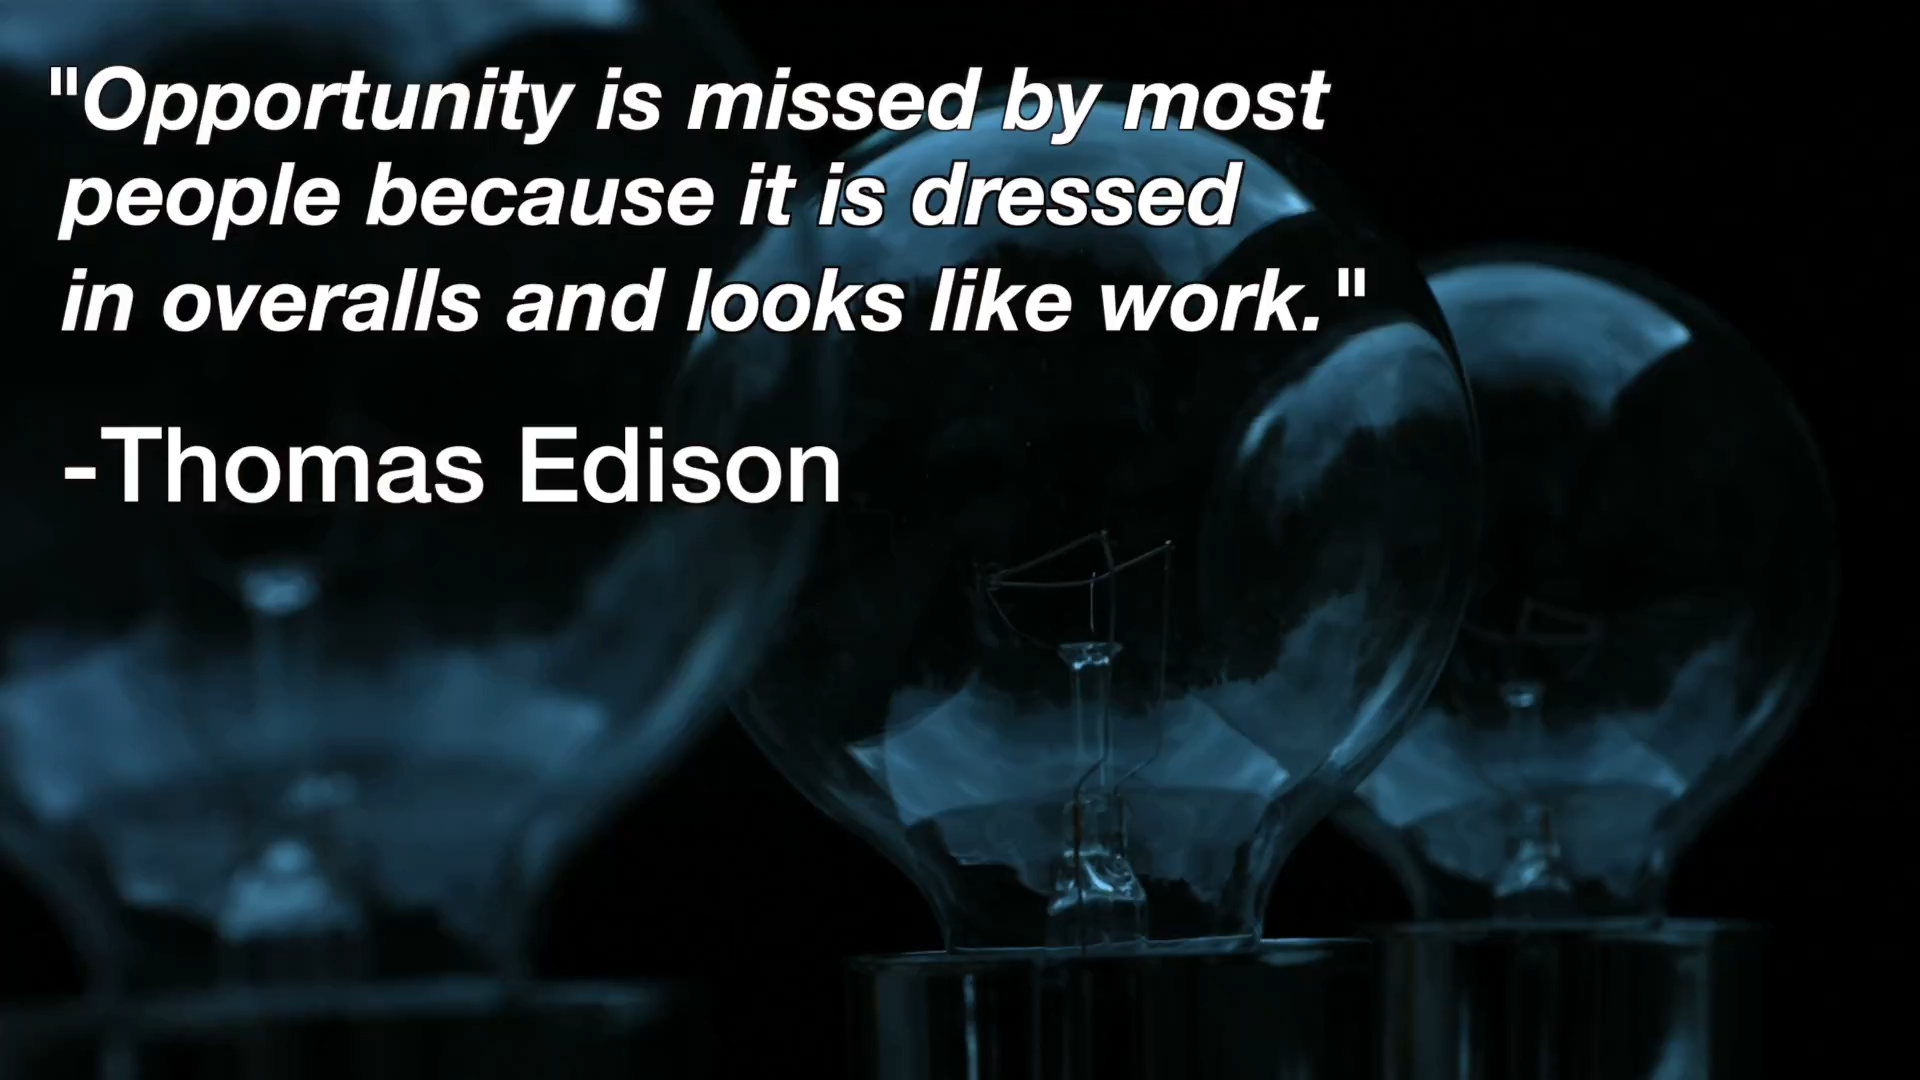 "Opportunity is missed by most
people because it is dressed
in overalls and looks like work."
-Thomas Edison